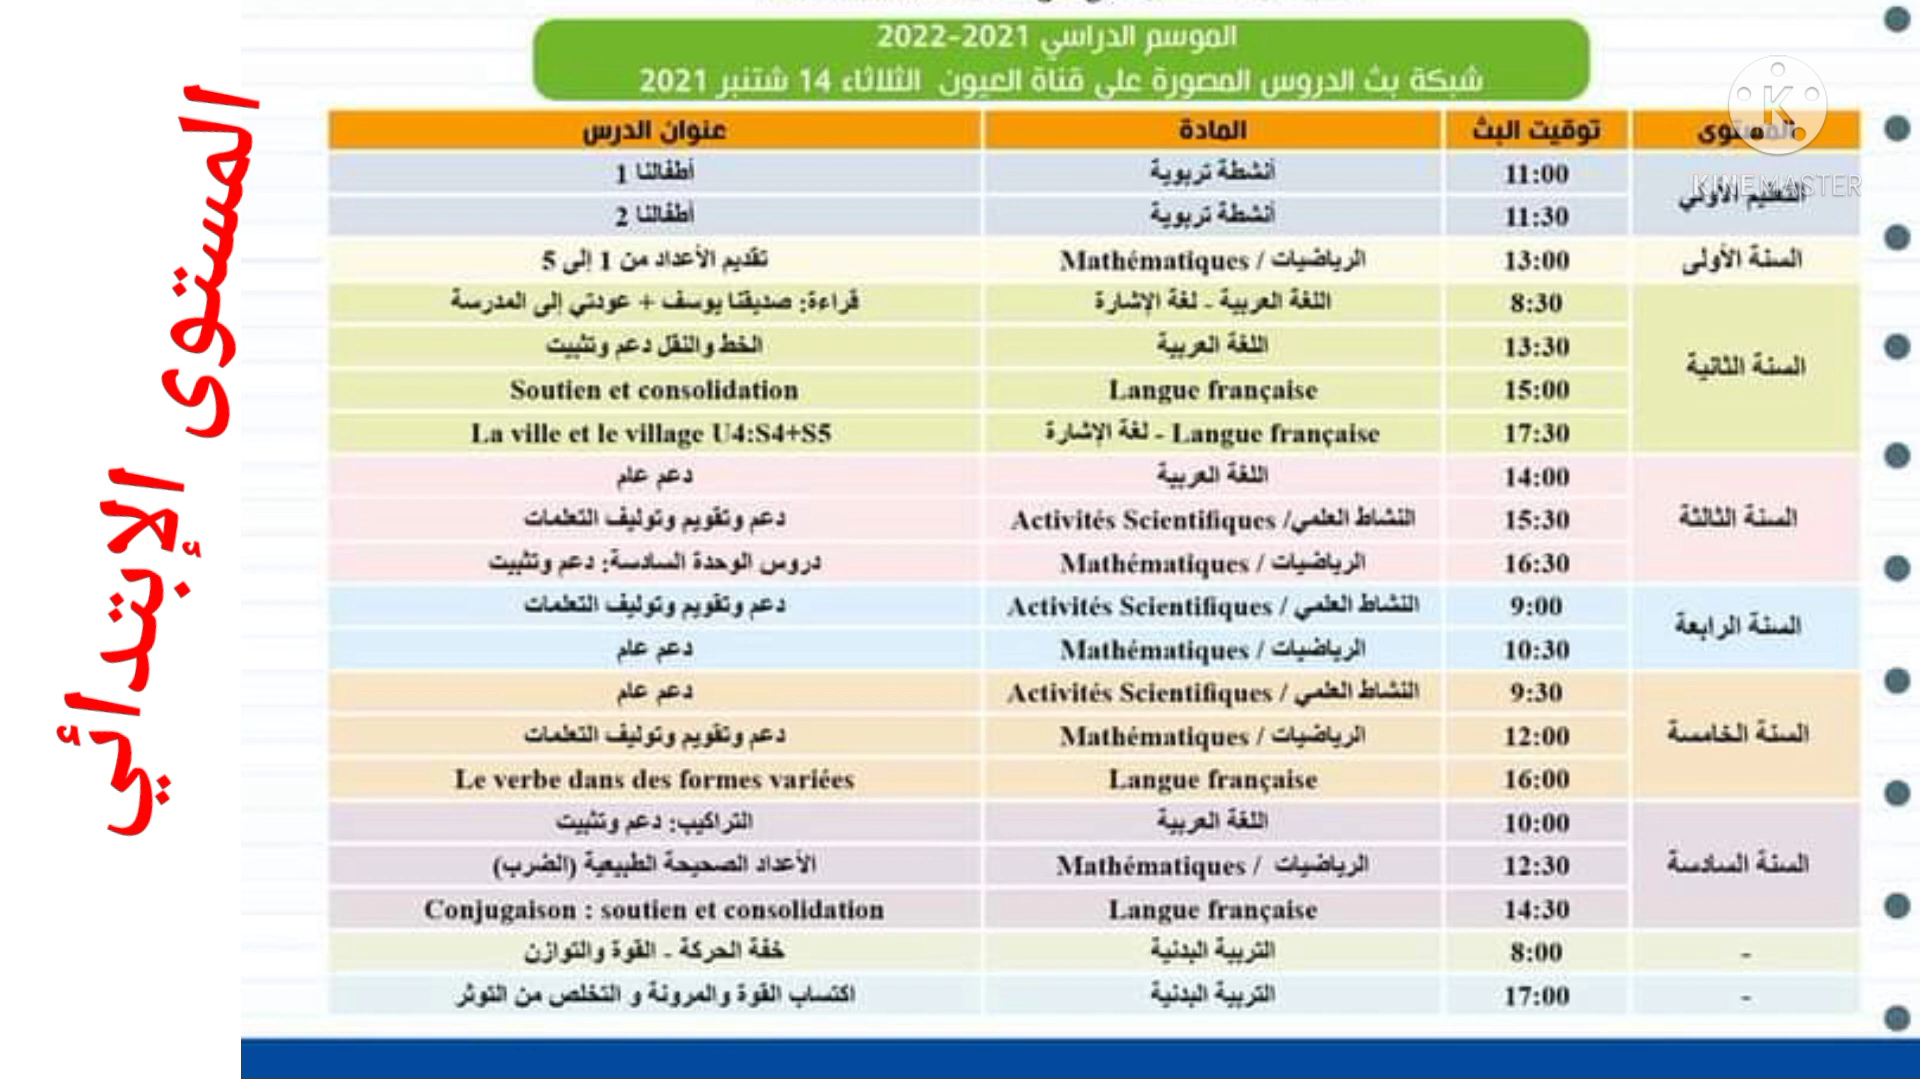 الموسم الدراسي 2021-2022
شبكة بث الدروس المصورة على قناة العيون الثلاثاء 14 شتنبر 2021
المستوى الإبتدائي
المستوى توقيت البث المادة عنوان الدرس
KINEMASTER
التعليم الأولي
11:00 أنشطة تربوية أطفالنا 1
11:30 أنشطة تربوية أطفالنا 2
السنة الأولى 13:00 الرياضيات / Mathématiques تقديم الأعداد من 1 إلى 5
السنة الثانية
8:30 اللغة العربية - لغة الإشارة قراءة: صديقنا يوسف + عودتي إلى المدرسة
13:30 اللغة العربية الخط والنقل دعم وتثبيت
15:00 Langue française Soutien et consolidation
17:30 Langue française - لغة الإشارة La ville et le village U4:S4+S5
السنة الثالثة
14:00 اللغة العربية دعم عام
15:30 النشاط العلمي/ Activités Scientifiques دعم وتقويم وتوليف التعلمات
16:30 الرياضيات / Mathématiques دروس الوحدة السادسة: دعم وتثبيت
السنة الرابعة
9:00 النشاط العلمي / Activités Scientifiques دعم وتقويم وتوليف التعلمات
10:30 الرياضيات / Mathématiques دعم عام
السنة الخامسة
9:30 النشاط العلمي / Activités Scientifiques دعم عام
12:00 الرياضيات / Mathématiques دعم وتقويم وتوليف التعلمات
16:00 Langue française Le verbe dans des formes variées
السنة السادسة
10:00 اللغة العربية التراكيب: دعم وتثبيت
12:30 الرياضيات / Mathématiques الأعداد الصحيحة الطبيعية (الضرب)
14:30 Langue française Conjugaison : soutien et consolidation
- 8:00 التربية البدنية خفة الحركة - القوة والتوازن
- 17:00 التربية البدنية اكتساب القوة والمرونة و التخلص من التوثر